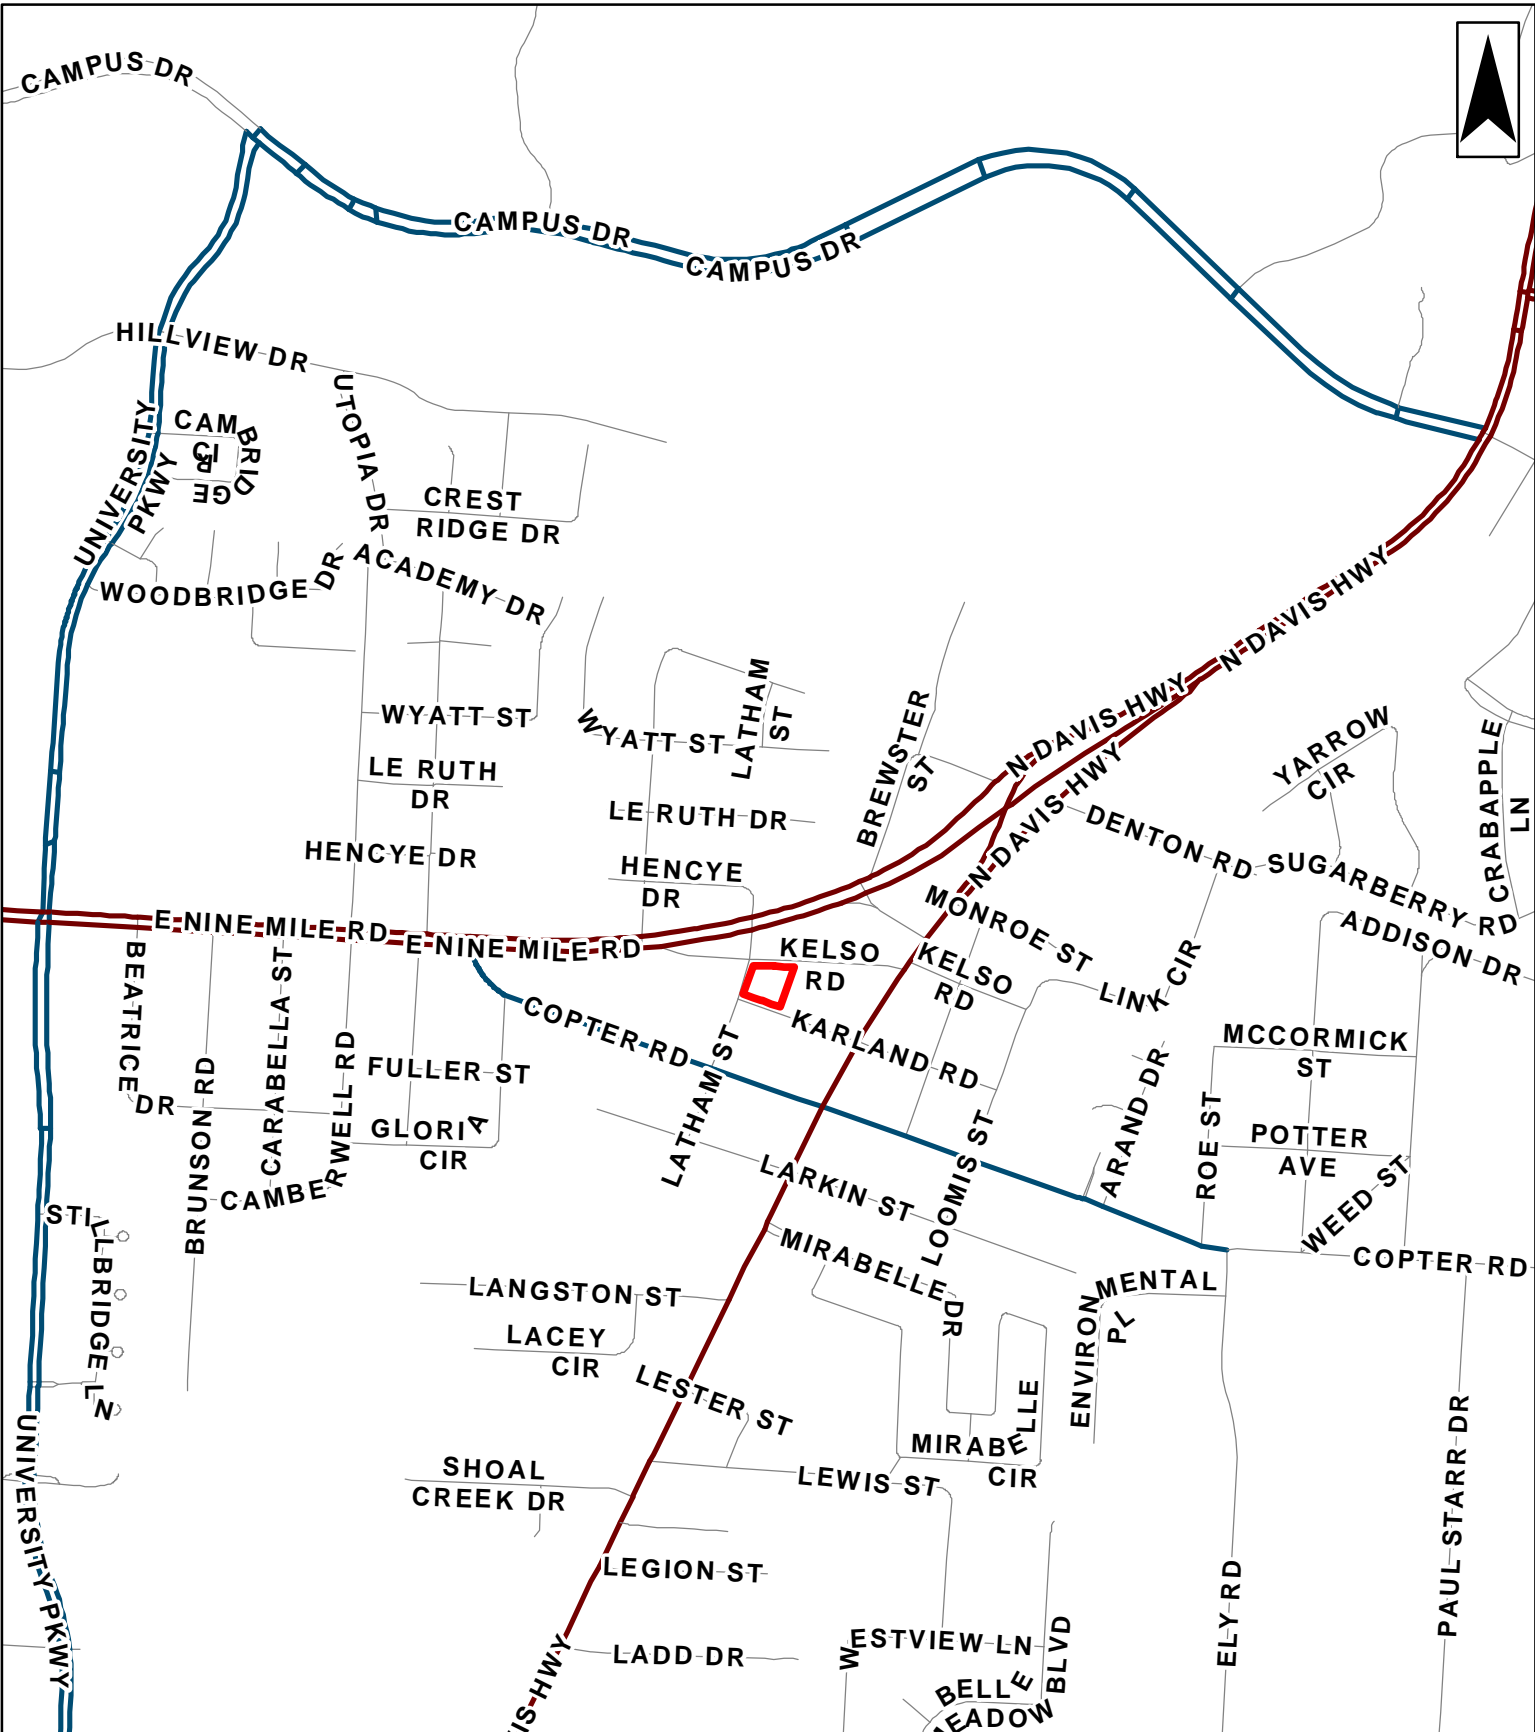 CAMPUS DR
CAMPUS DR
CAMPUS DR
HILLVIEW DR
UTOPIA DR
UNIVERSITY
PKWY
CAMBRIDGE
CIR
CREST
RIDGE DR
ACADEMY DR
WOODBRIDGE DR
N DAVIS HWY
N DAVIS HWY
N DAVIS HWY
WYATT ST
WYATT ST
LATHAM
ST
BREWSTER
ST
YARROW
CIR
CRABAPPLE
LN
LE RUTH
DR
LE RUTH DR
DENTON RD
SUGARBERRY RD
HENCYE DR
HENCYE
DR
MONROE ST
ADDISON DR
E NINE MILE RD
E NINE MILE RD
KELSO
RD
KELSO
RD
LINK CIR
BEATRICE DR
CARABELLA ST
COPTER RD
KARLAND RD
MCCORMICK
ST
BRUNSON RD
CAMBERWELL RD
FULLER ST
LATHAM ST
ARAND DR
ROE ST
GLORIA
CIR
POTTER
AVE
LARKIN ST
LOOMIS ST
WEED ST
STILLBRIDGE LN
MIRABELLE DR
COPTER RD
LANGSTON ST
ENVIRONMENTAL
PL
LACEY
CIR
LESTER ST
MIRABELLE
CIR
PAUL STARR DR
UNIVERSITY PKWY
SHOAL
CREEK DR
LEWIS ST
LEGION ST
ELY RD
WESTVIEW LN
LADD DR
IS HWY
BELLE
EADOW
BLVD